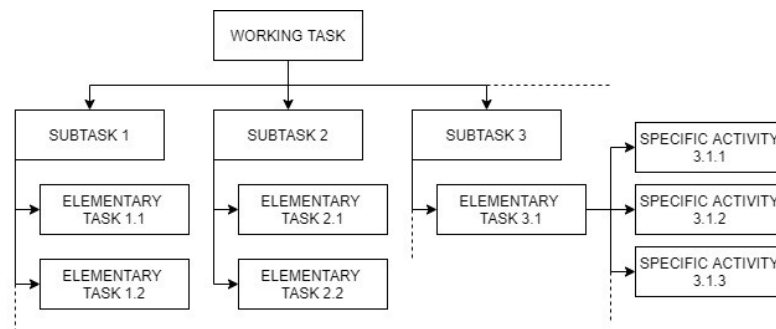 WORKING TASK
SUBTASK 1
SUBTASK 2
SUBTASK 3
SPECIFIC ACTIVITY
3.1.1
ELEMENTARY
TASK 1.1
ELEMENTARY
TASK 2.1
ELEMENTARY
TASK 3.1
SPECIFIC ACTIVITY
3.1.2
ELEMENTARY
TASK 1.2
ELEMENTARY
TASK 2.2
SPECIFIC ACTIVITY
3.1.3